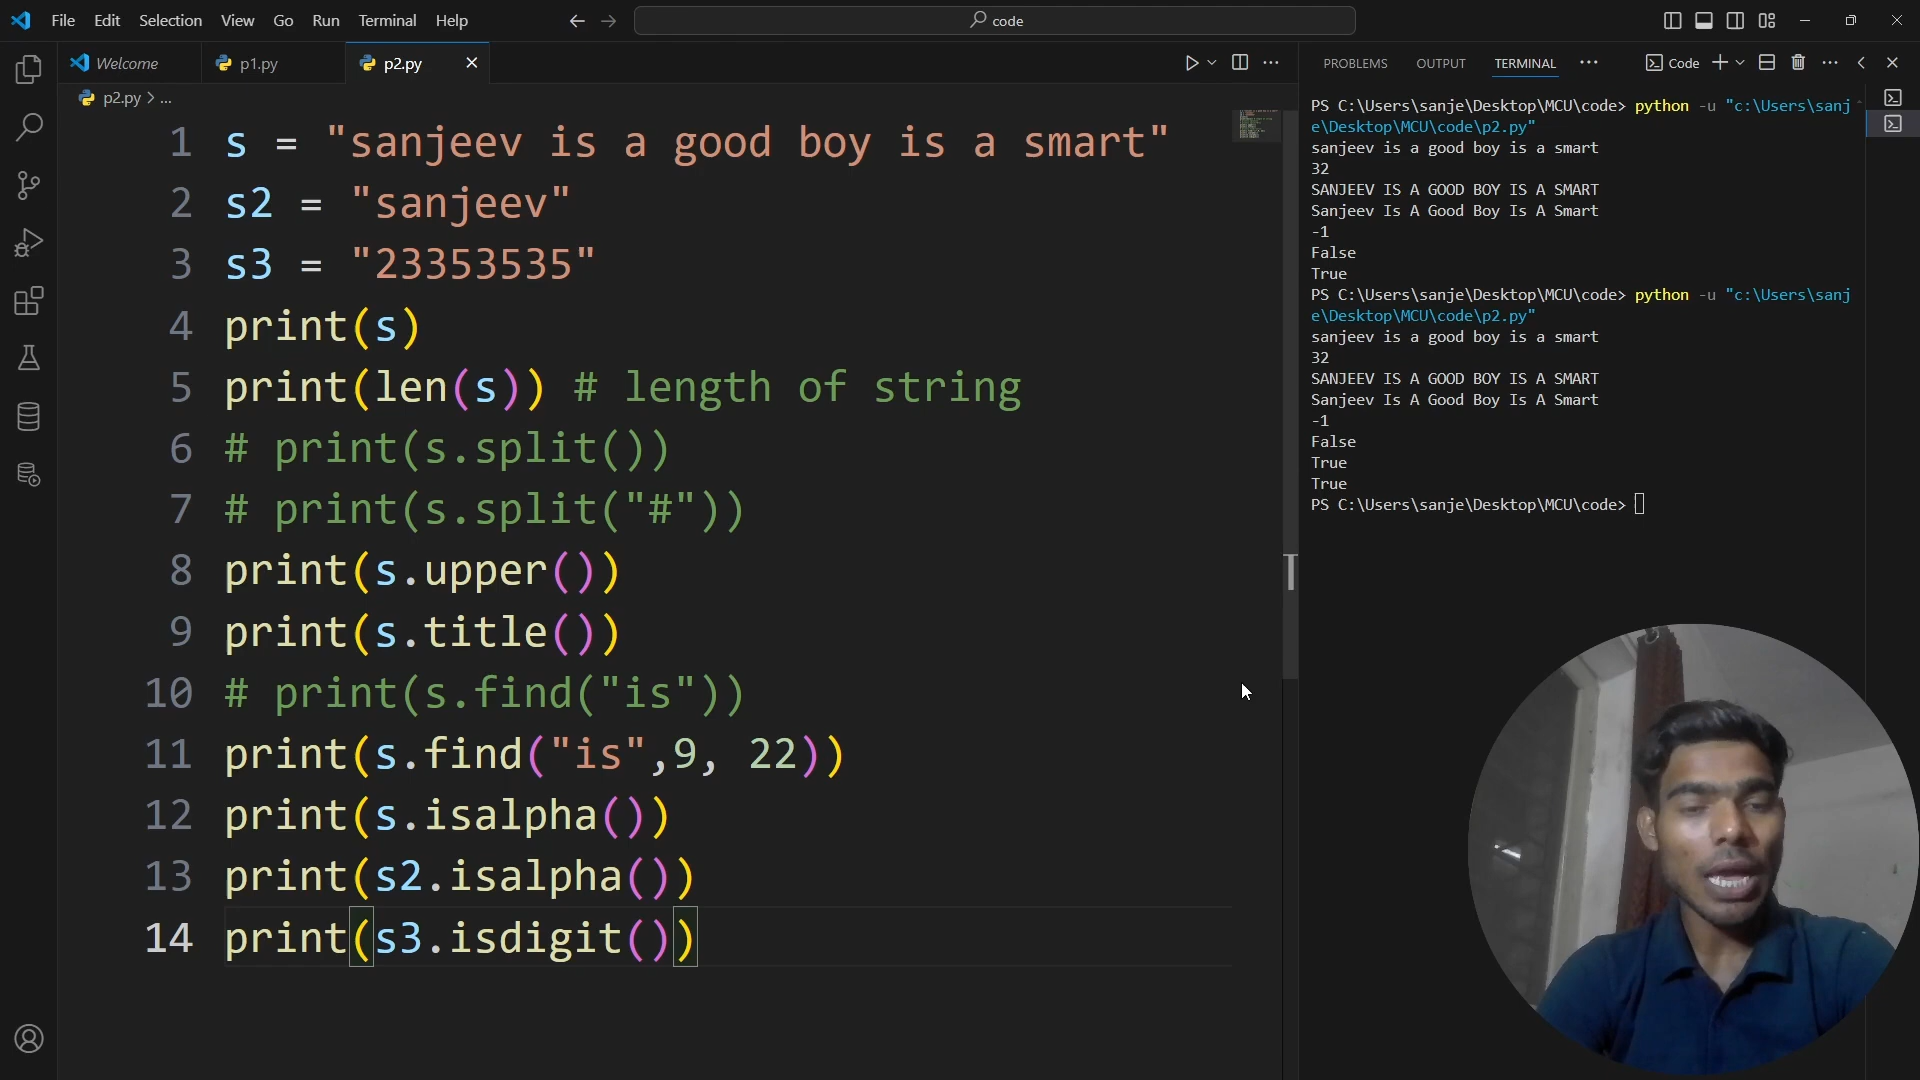 File Edit Selection View Go Run Terminal Help
code
Welcome
p1.py
p2.py
p2.py > ...
1 s = "sanjeev is a good boy is a smart"
2 s2 = "sanjeev"
3 s3 = "23353535"
4 print(s)
5 print(len(s)) # length of string
6 # print(s.split())
7 # print(s.split("#"))
8 print(s.upper())
9 print(s.title())
10 # print(s.find("is"))
11 print(s.find("is",9, 22))
12 print(s.isalpha())
13 print(s2.isalpha())
14 print(s3.isdigit())
PROBLEMS OUTPUT TERMINAL ... Code
PS C:\Users\sanje\Desktop\MCU\code> python -u "c:\Users\sanj
e\Desktop\MCU\code\p2.py"
sanjeev is a good boy is a smart
32
SANJEEV IS A GOOD BOY IS A SMART
Sanjeev Is A Good Boy Is A Smart
-1
False
True
PS C:\Users\sanje\Desktop\MCU\code> python -u "c:\Users\sanj
e\Desktop\MCU\code\p2.py"
sanjeev is a good boy is a smart
32
SANJEEV IS A GOOD BOY IS A SMART
Sanjeev Is A Good Boy Is A Smart
-1
False
True
True
PS C:\Users\sanje\Desktop\MCU\code>